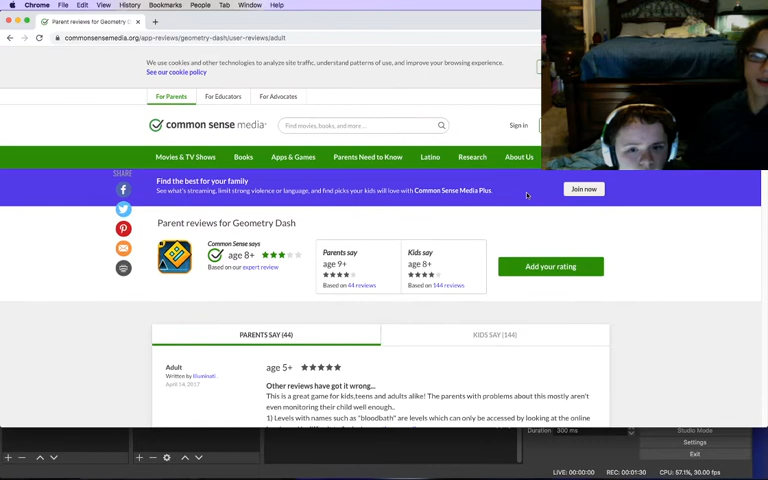 Chrome File Edit View History Bookmarks People Tab Window Help
Parent reviews for Geometry Da
commonsensemedia.org/app-reviews/geometry-dash/user-reviews/adult
We use cookies and other technologies to analyze site traffic, understand patterns of use, and improve your browsing experience.
See our cookie policy
For Parents For Educators For Advocates
common sense media
Find movies, books, and more...
Sign in
Movies & TV Shows Books Apps & Games Parents Need to Know Latino Research About Us
SHARE
Find the best for your family
See what's streaming, limit strong violence or language, and find picks your kids will love with Common Sense Media Plus.
Join now
Parent reviews for Geometry Dash
Common Sense says
age 8+
Based on our expert review
Parents say
age 9+
Based on 44 reviews
Kids say
age 8+
Based on 144 reviews
Add your rating
PARENTS SAY (44) KIDS SAY (144)
Adult
Written by Illuminati.
April 14, 2017
age 5+
Other reviews have got it wrong...
This is a great game for kids,teens and adults alike! The parents with problems about this mostly aren't
even monitoring their child well enough..
1) Levels with names such as "bloodbath" are levels which can only be accessed by looking at the online
Duration 300 ms
Studio Mode
Settings
Exit
LIVE: 00:00:00 REC: 00:01:30 CPU: 57.1%, 30.00 fps